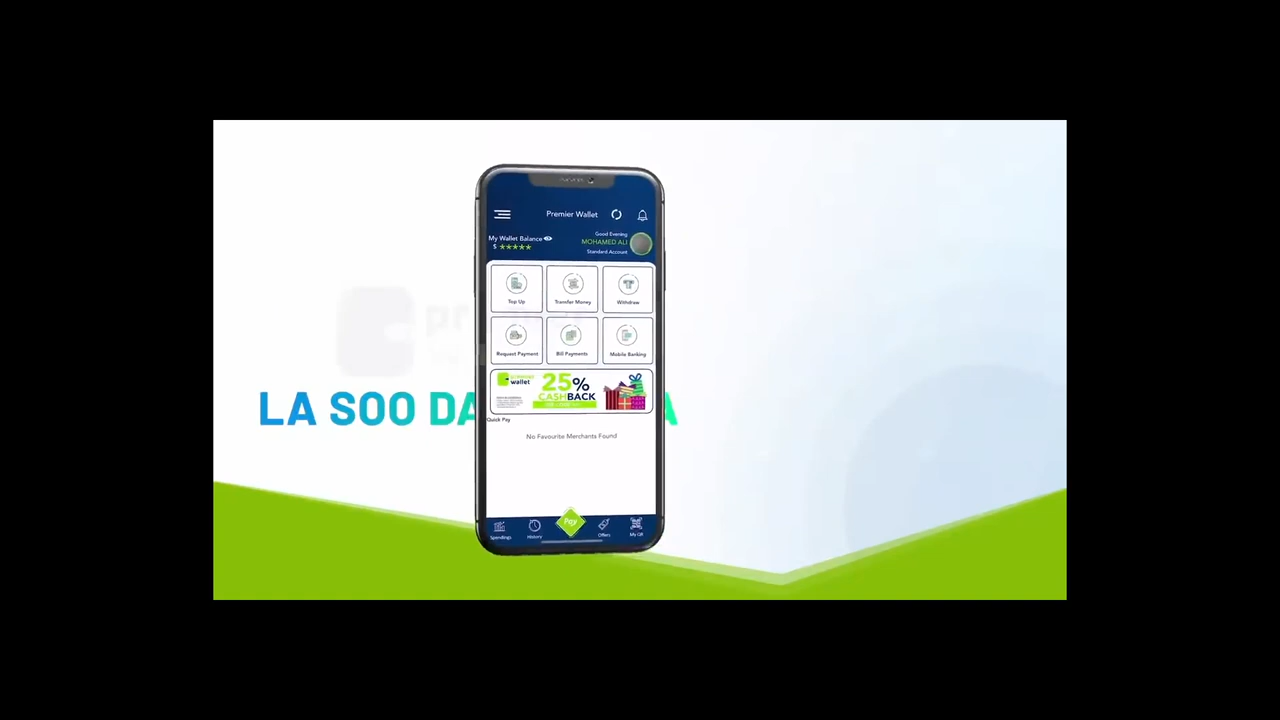 Premier Wallet
My Wallet Balance
$ ★★★★★
Good Evening
MOHAMED ALI
Standard Account
Top Up
Transfer Money
Withdraw
Request Payment
Bill Payments
Mobile Banking
wallet
25%
CASHBACK
LA SOO
Quick Pay
No Favourite Merchants Found
Pay
Spendings
History
Offers
My QR